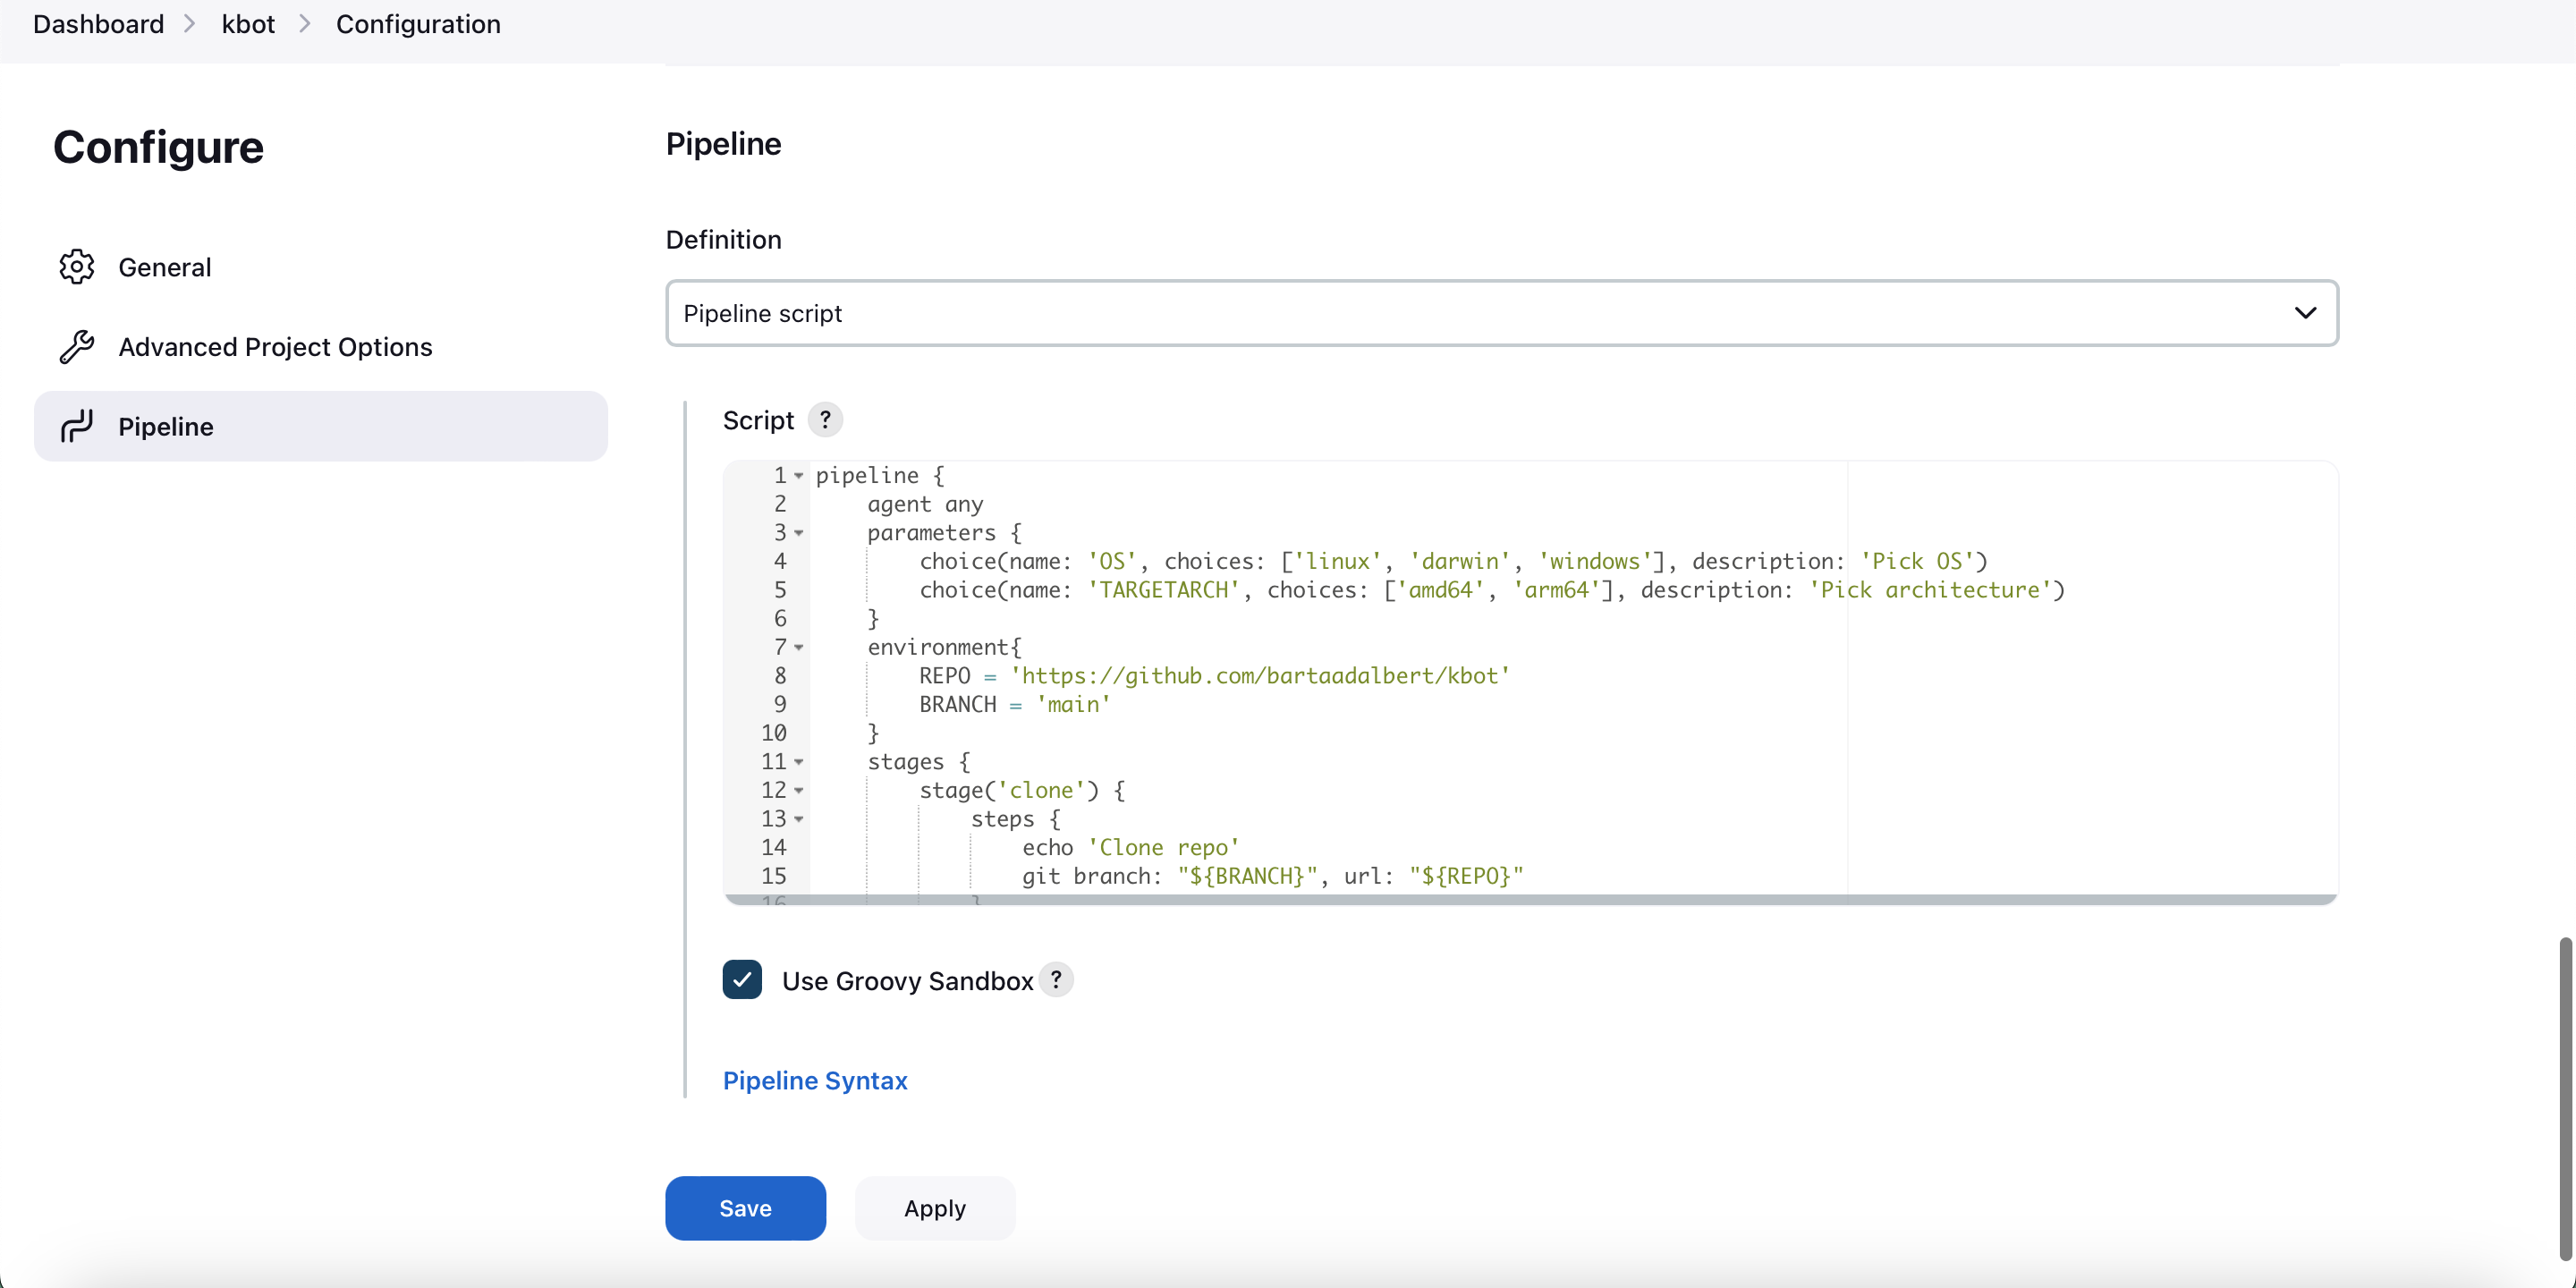 Dashboard > kbot > Configuration
Configure
General
Advanced Project Options
Pipeline
Pipeline
Definition
Pipeline script
Script ?
1 pipeline {
2     agent any
3     parameters {
4         choice(name: 'OS', choices: ['linux', 'darwin', 'windows'], description: 'Pick OS')
5         choice(name: 'TARGETARCH', choices: ['amd64', 'arm64'], description: 'Pick architecture')
6     }
7     environment{
8         REPO = 'https://github.com/bartaadalbert/kbot'
9         BRANCH = 'main'
10     }
11     stages {
12         stage('clone') {
13             steps {
14                 echo 'Clone repo'
15                 git branch: "${BRANCH}", url: "${REPO}"
16             }
Use Groovy Sandbox ?
Pipeline Syntax
Save
Apply